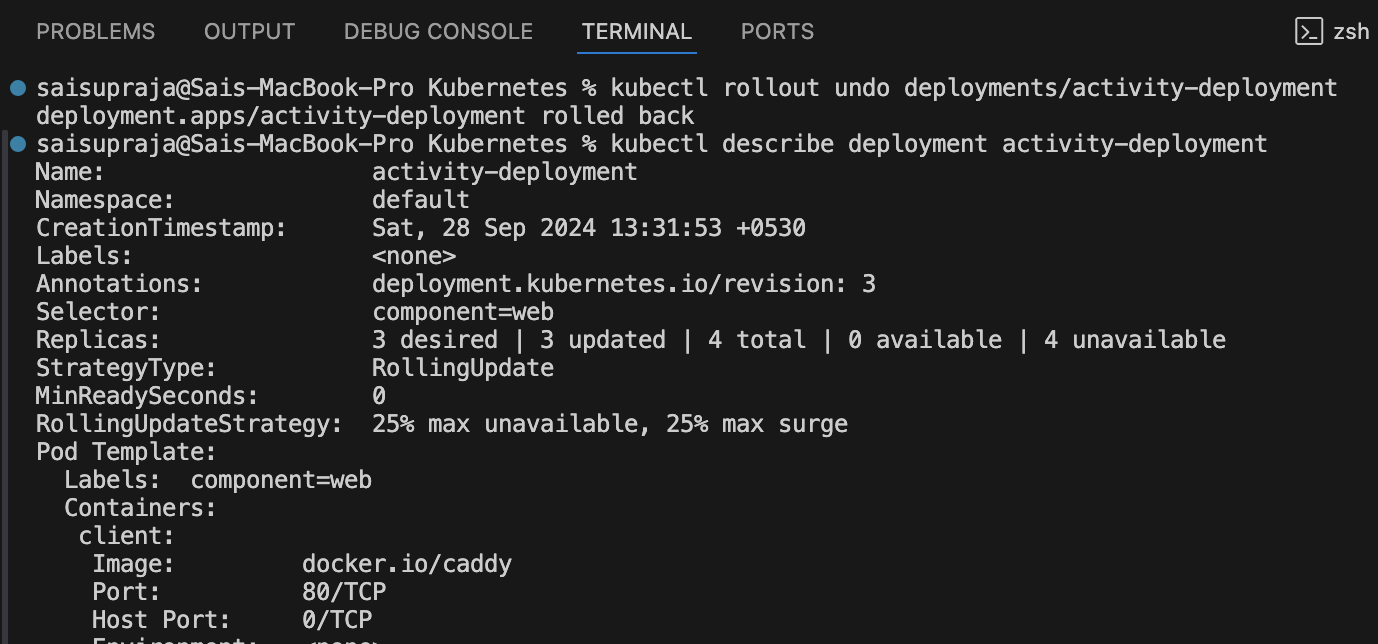 PROBLEMS OUTPUT DEBUG CONSOLE TERMINAL PORTS zsh
saisupraja@Sais-MacBook-Pro Kubernetes % kubectl rollout undo deployments/activity-deployment
deployment.apps/activity-deployment rolled back
saisupraja@Sais-MacBook-Pro Kubernetes % kubectl describe deployment activity-deployment
Name: activity-deployment
Namespace: default
CreationTimestamp: Sat, 28 Sep 2024 13:31:53 +0530
Labels: <none>
Annotations: deployment.kubernetes.io/revision: 3
Selector: component=web
Replicas: 3 desired | 3 updated | 4 total | 0 available | 4 unavailable
StrategyType: RollingUpdate
MinReadySeconds: 0
RollingUpdateStrategy: 25% max unavailable, 25% max surge
Pod Template:
Labels: component=web
Containers:
client:
Image: docker.io/caddy
Port: 80/TCP
Host Port: 0/TCP
Environment: <none>